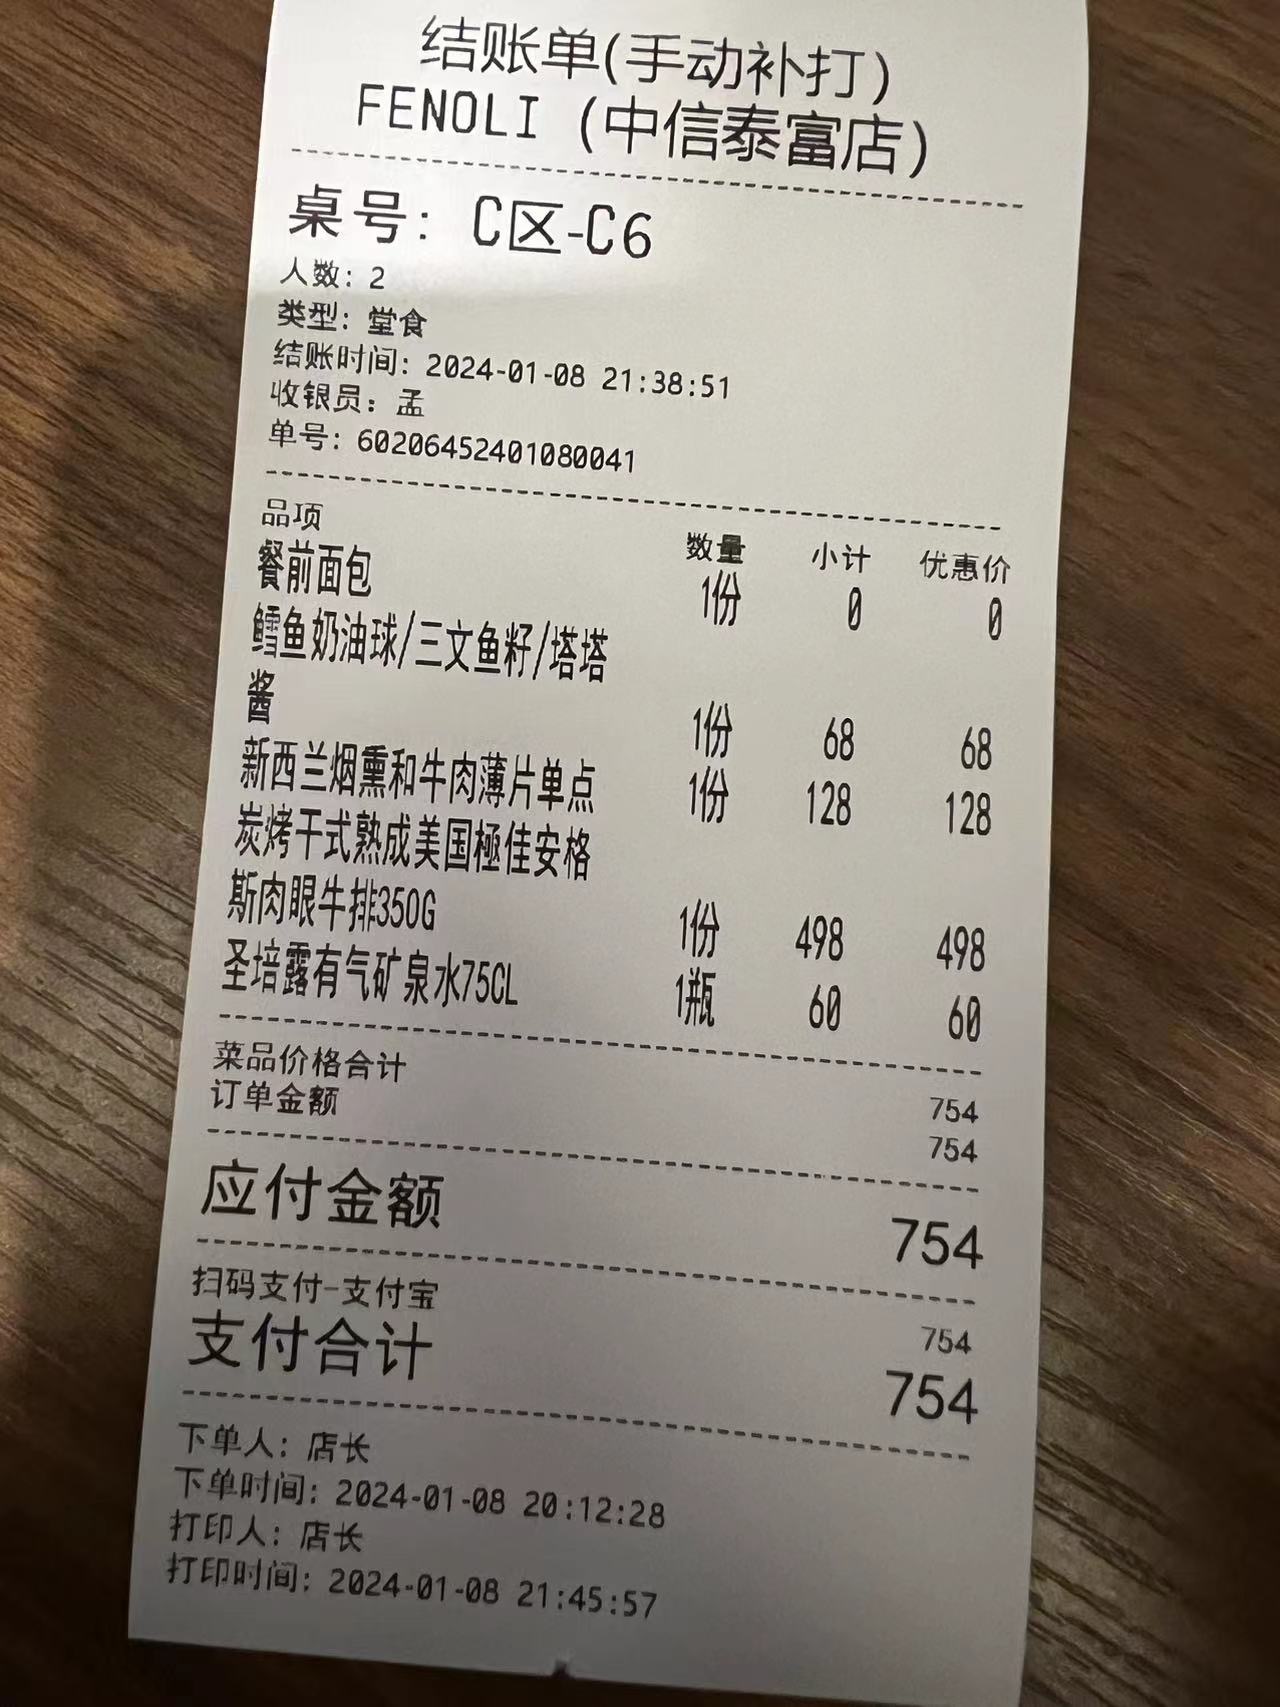 结账单(手动补打)
FENOLI (中信泰富店)
桌号: C区-C6
人数: 2
类型: 堂食
结账时间: 2024-01-08 21:38:51
收银员: 孟
单号: 60206452401080041
品项 数量 小计 优惠价
餐前面包 1份 0 0
鳕鱼奶油球/三文鱼籽/塔塔
酱 1份 68 68
新西兰烟熏和牛肉薄片单点 1份 128 128
炭烤干式熟成美国極佳安格
斯肉眼牛排350G 1份 498 498
圣培露有气矿泉水75CL 1瓶 60 60
菜品价格合计 754
订单金额 754
应付金额 754
扫码支付-支付宝 754
支付合计 754
下单人: 店长
下单时间: 2024-01-08 20:12:28
打印人: 店长
打印时间: 2024-01-08 21:45:57